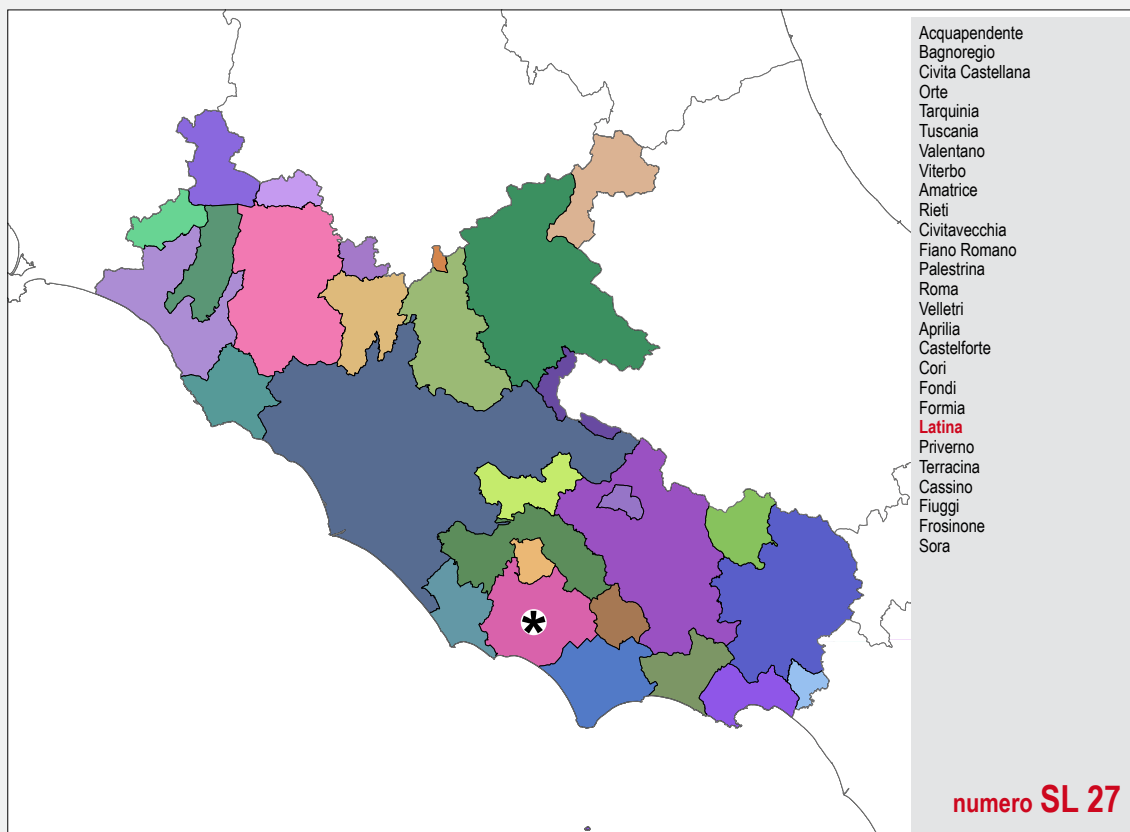 Acquapendente
Bagnoregio
Civita Castellana
Orte
Tarquinia
Tuscania
Valentano
Viterbo
Amatrice
Rieti
Civitavecchia
Fiano Romano
Palestrina
Roma
Velletri
Aprilia
Castelforte
Cori
Fondi
Formia
Latina
Priverno
Terracina
Cassino
Fiuggi
Frosinone
Sora
*
numero SL 27